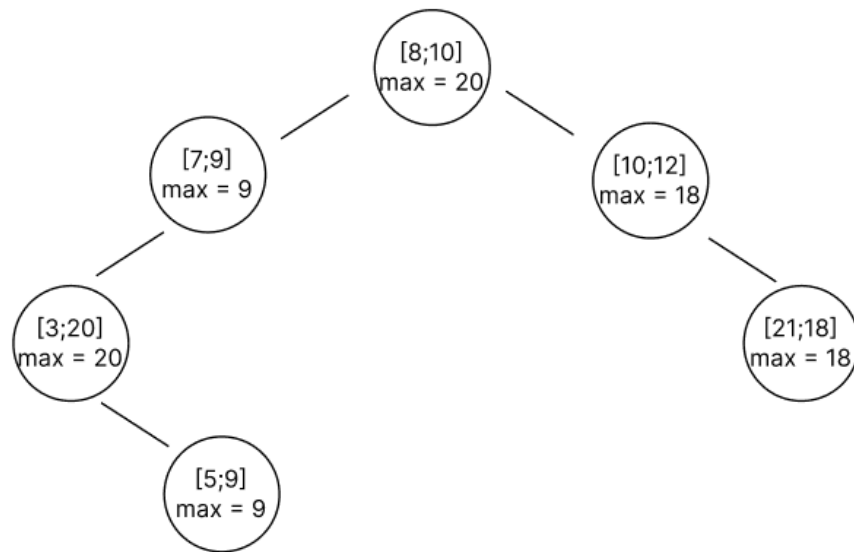 [8;10]
max = 20
[7;9]
max = 9
[10;12]
max = 18
[3;20]
max = 20
[21;18]
max = 18
[5;9]
max = 9